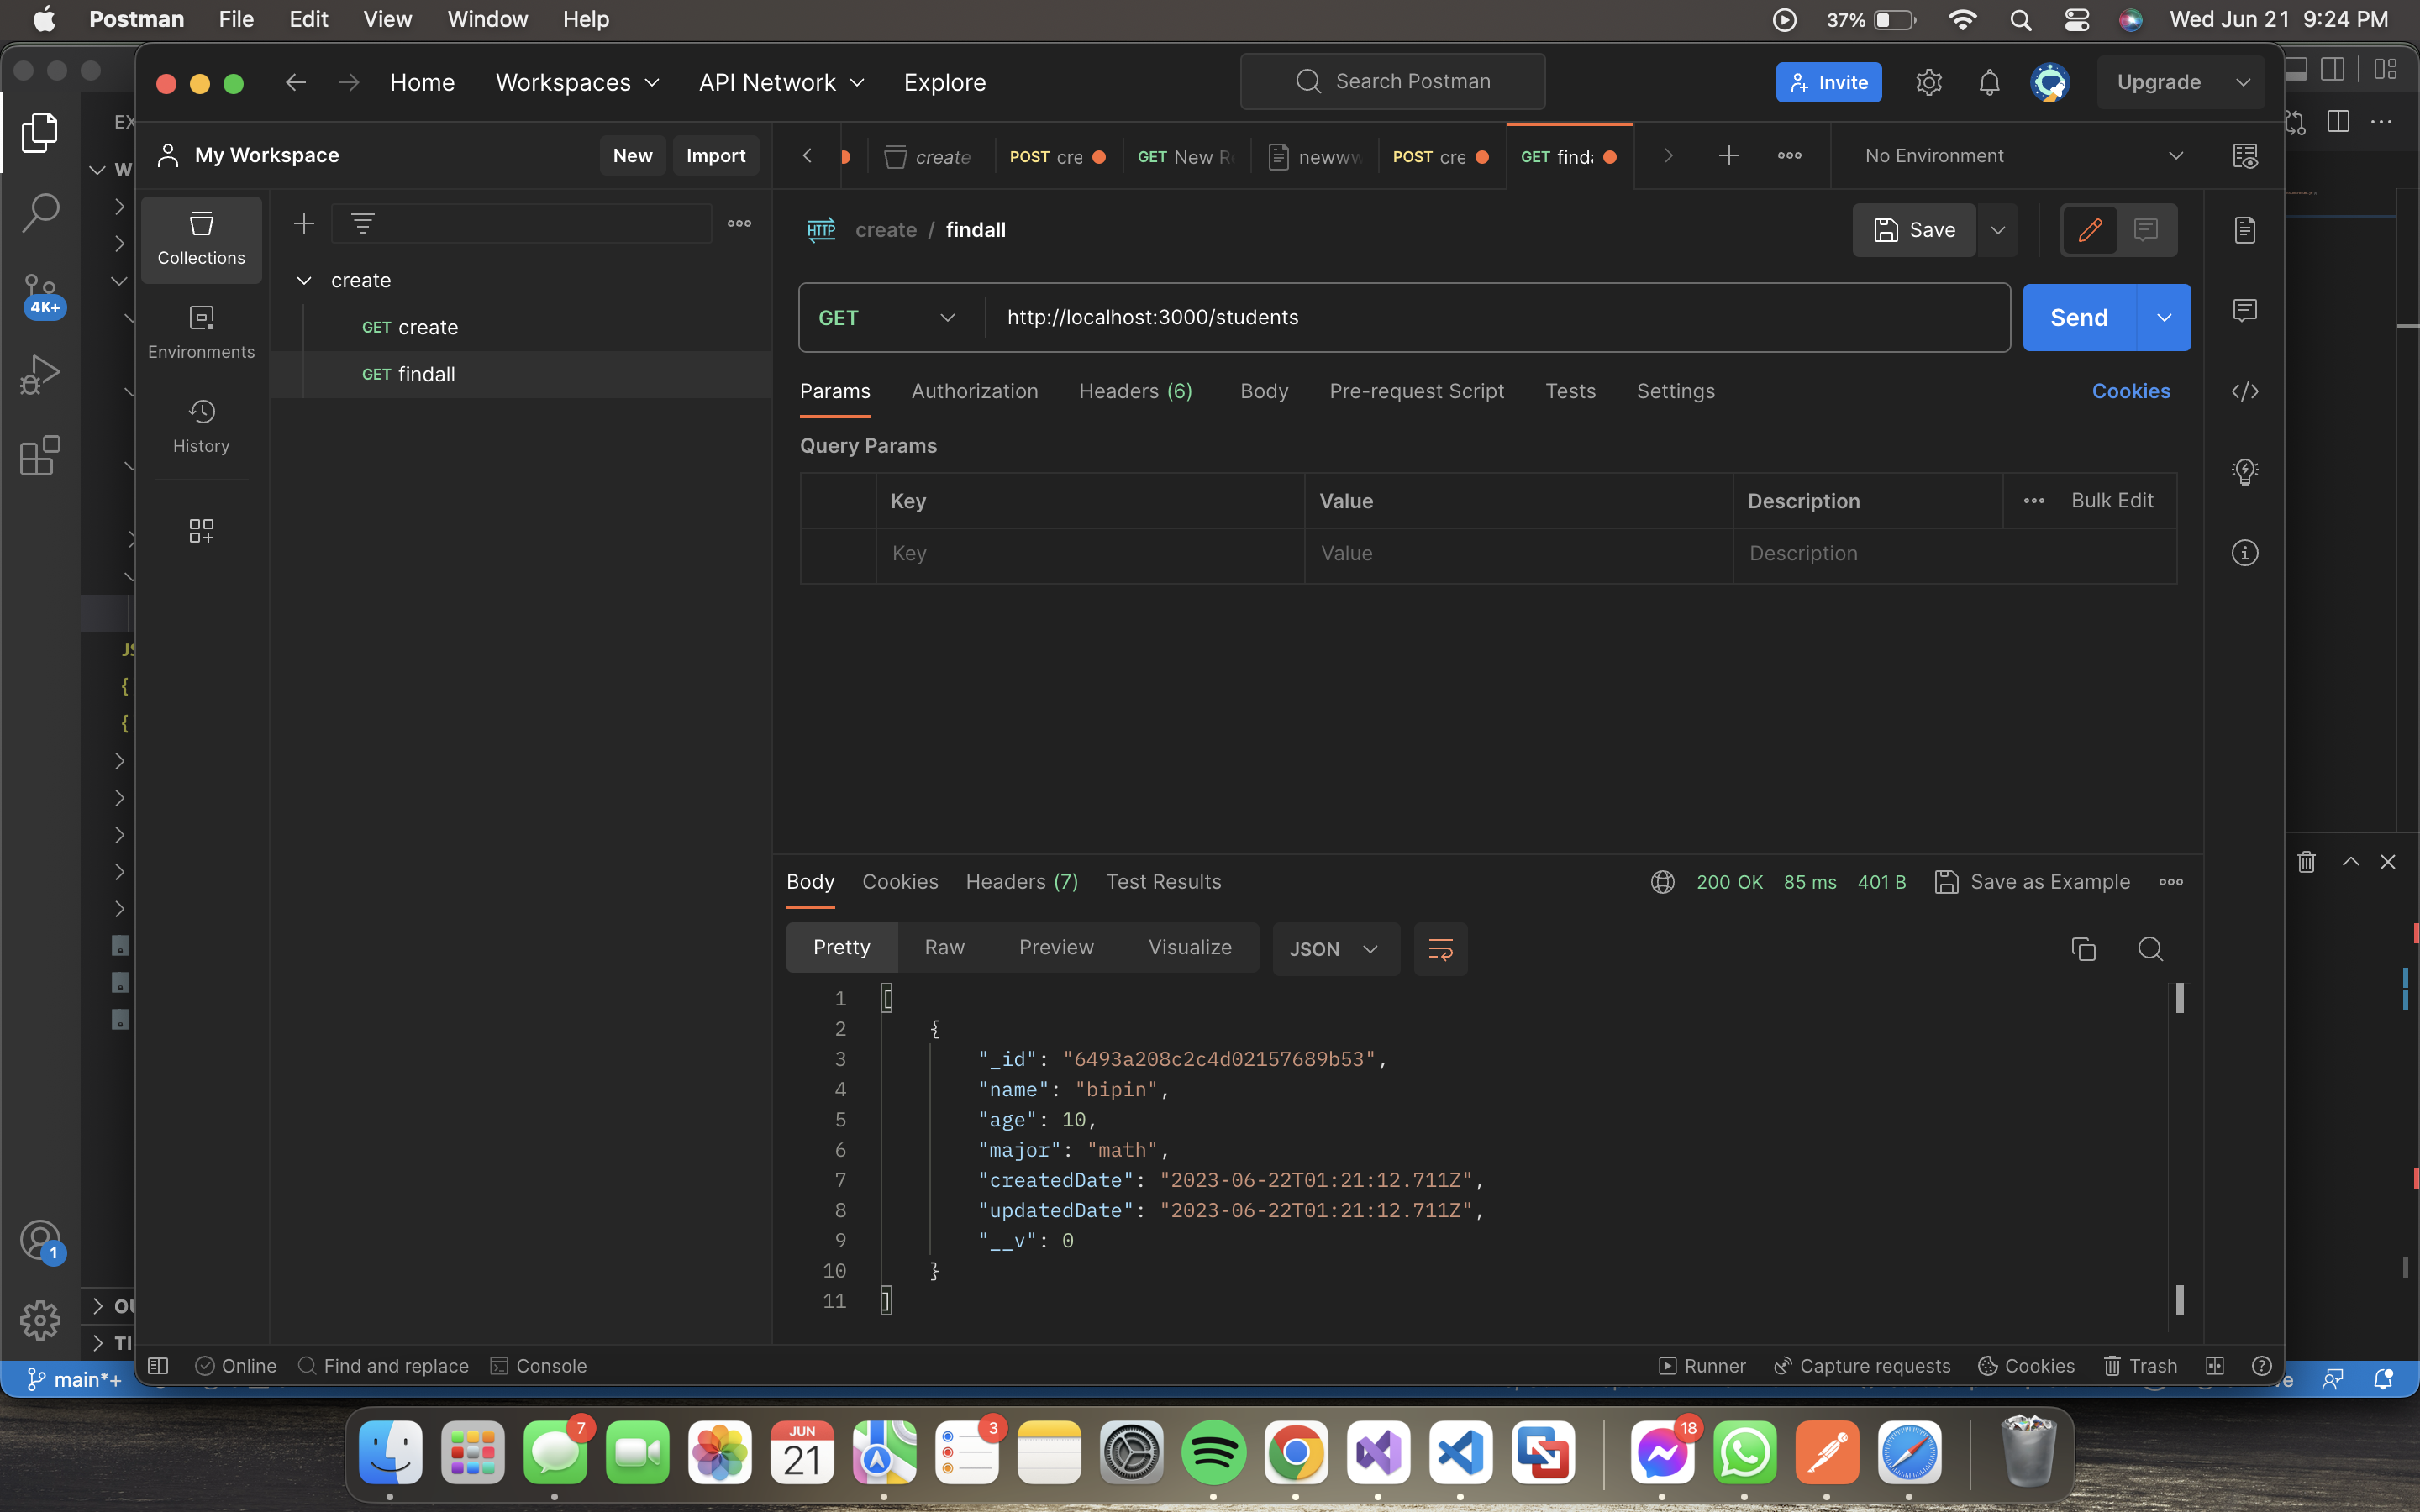 Postman File Edit View Window Help
37%
Wed Jun 21 9:24 PM
Home Workspaces API Network Explore
Search Postman
Invite
Upgrade
My Workspace
New Import
create
POST cre
GET New R
newww
POST cre
GET find
No Environment
Collections
Environments
History
create
GET create
GET findall
HTTP create / findall
Save
GET
http://localhost:3000/students
Send
Params Authorization Headers (6) Body Pre-request Script Tests Settings
Cookies
Query Params
Key Value Description Bulk Edit
Key Value Description
Body Cookies Headers (7) Test Results
200 OK 85 ms 401 B
Save as Example
Pretty Raw Preview Visualize
JSON
1 [
2 {
3 "_id": "6493a208c2c4d02157689b53",
4 "name": "bipin",
5 "age": 10,
6 "major": "math",
7 "createdDate": "2023-06-22T01:21:12.711Z",
8 "updatedDate": "2023-06-22T01:21:12.711Z",
9 "__v": 0
10 }
11 ]
Online Find and replace Console
Runner Capture requests Cookies Trash
EX
W
4K+
JS
{
{
1
OU
TI
main*+
7
JUN
21
3
18